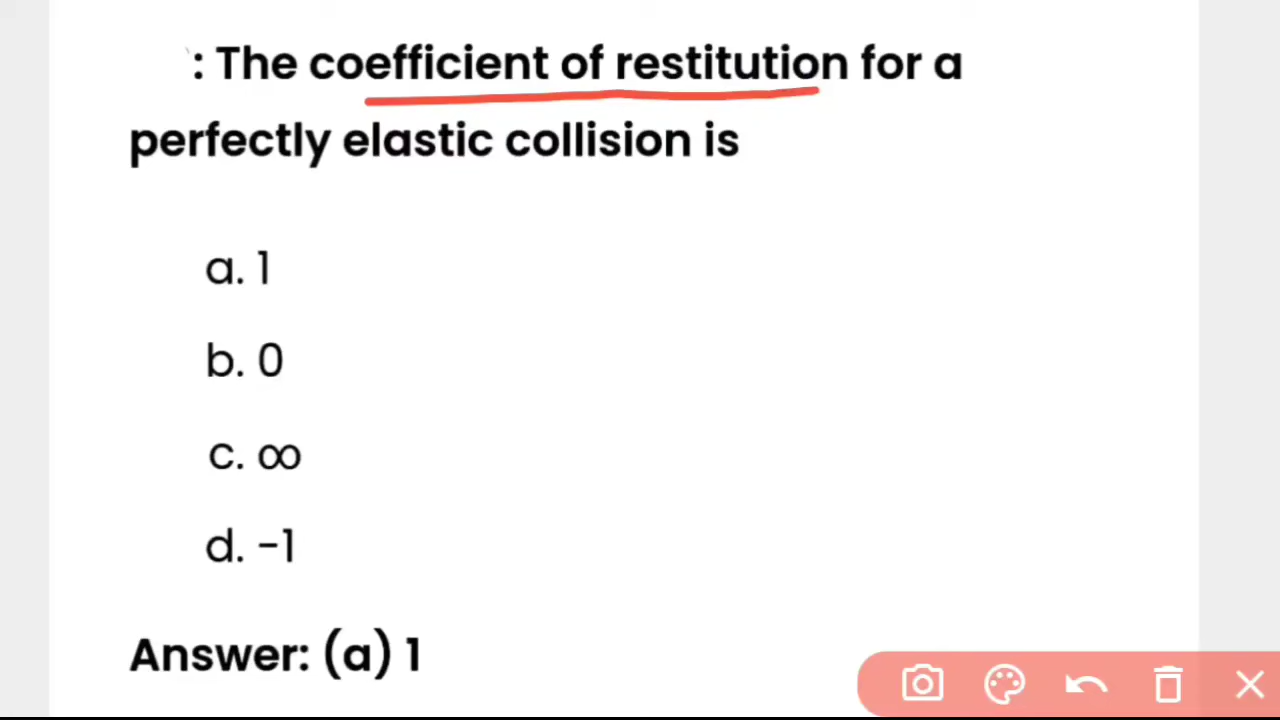 : The coefficient of restitution for a
perfectly elastic collision is
a. 1
b. 0
c. ∞
d. -1
Answer: (a) 1